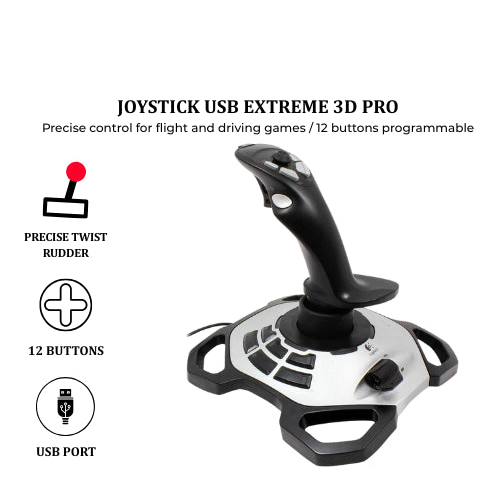 JOYSTICK USB EXTREME 3D PRO
Precise control for flight and driving games / 12 buttons programmable
PRECISE TWIST
RUDDER
12 BUTTONS
USB PORT